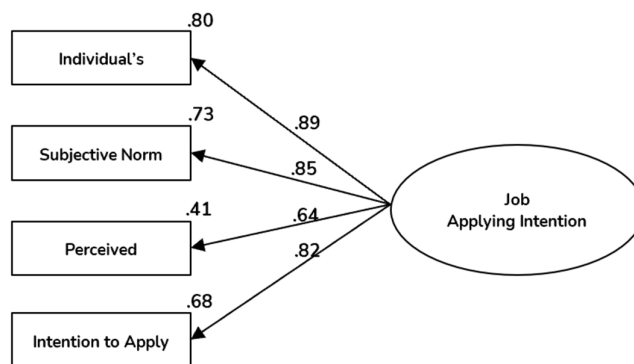 .80
Individual's
.89
.73
Subjective Norm
.85
Job
Applying Intention
.41
Perceived
.64
.82
.68
Intention to Apply